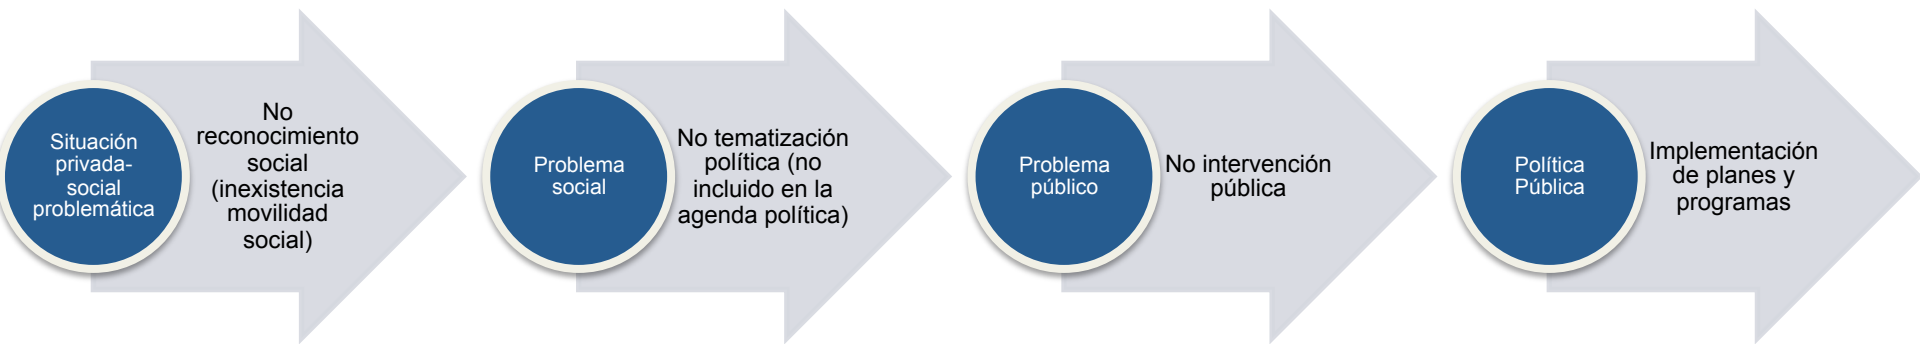 Situación
privada-
social
problemática
No
reconocimiento
social
(inexistencia
movilidad
social)
Problema
social
No tematización
política (no
incluido en la
agenda política)
Problema
público
No intervención
pública
Política
Pública
Implementación
de planes y
programas